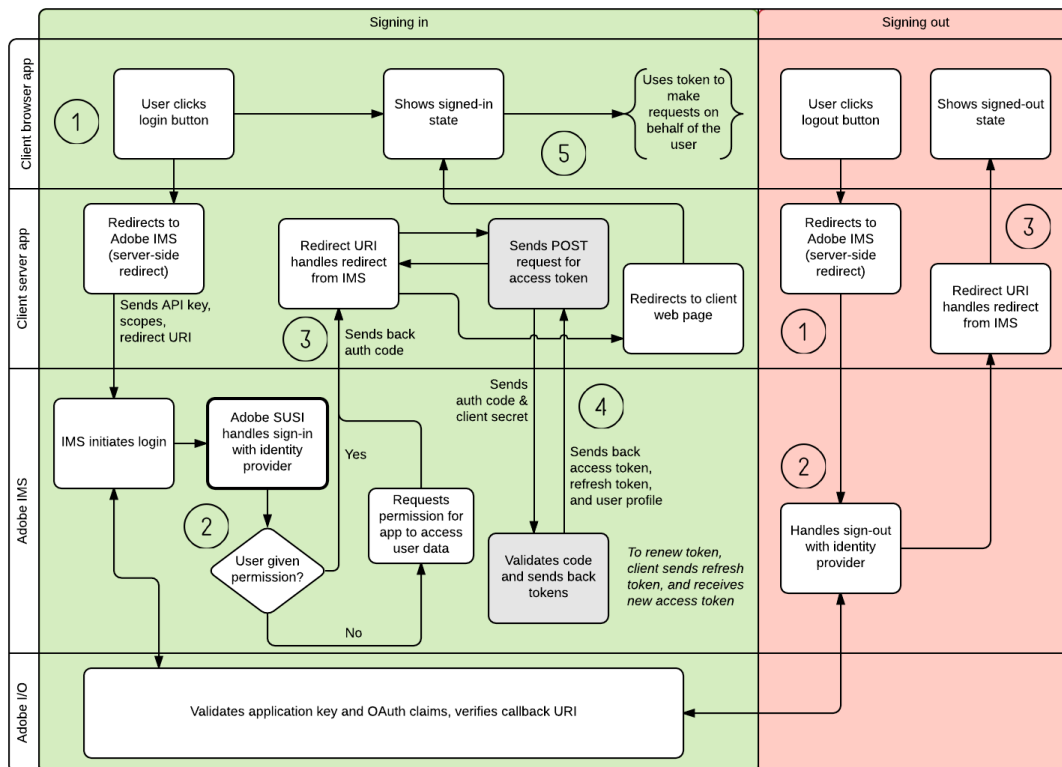 Signing in
Signing out
Client browser app
1
User clicks
login button
Shows signed-in
state
5
Uses token to
make
requests on
behalf of the
user
User clicks
logout button
Shows signed-out
state
Client server app
Redirects to
Adobe IMS
(server-side
redirect)
Sends API key,
scopes,
redirect URI
Redirect URI
handles redirect
from IMS
3
Sends back
auth code
Sends POST
request for
access token
Redirects to client
web page
Redirects to
Adobe IMS
(server-side
redirect)
1
3
Redirect URI
handles redirect
from IMS
Adobe IMS
IMS initiates login
Adobe SUSI
handles sign-in
with identity
provider
2
User given
permission?
Yes
No
Requests
permission for
app to access
user data
Sends
auth code &
client secret
4
Sends back
access token,
refresh token,
and user profile
Validates code
and sends back
tokens
To renew token,
client sends refresh
token, and receives
new access token
2
Handles sign-out
with identity
provider
Adobe I/O
Validates application key and OAuth claims, verifies callback URI